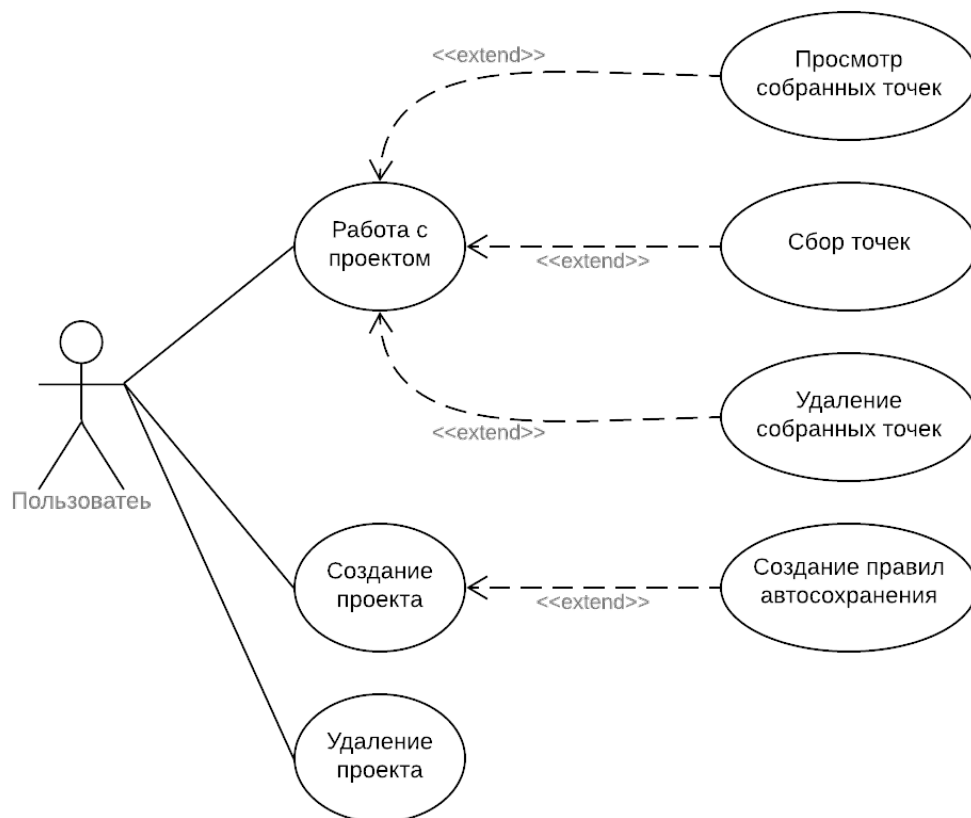 <<extend>>
Просмотр
собранных точек
Работа с
проектом
<<extend>>
Сбор точек
<<extend>>
Удаление
собранных точек
Пользоватеь
Создание
проекта
<<extend>>
Создание правил
автосохранения
Удаление
проекта